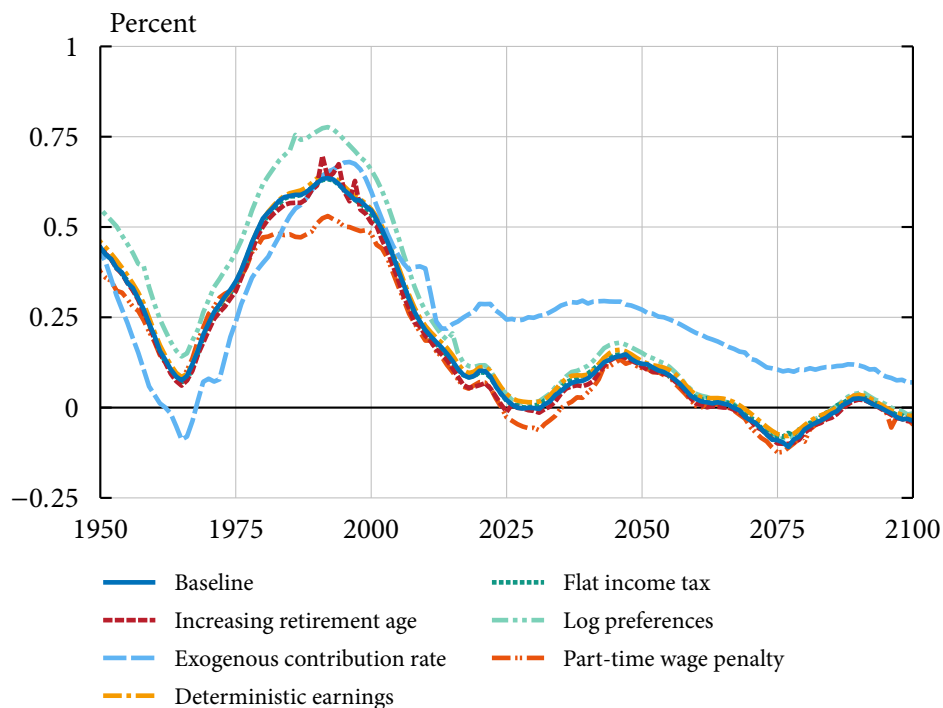 Percent
1
0.75
0.5
0.25
0
−0.25
1950 1975 2000 2025 2050 2075 2100
Baseline
Increasing retirement age
Exogenous contribution rate
Deterministic earnings
Flat income tax
Log preferences
Part-time wage penalty